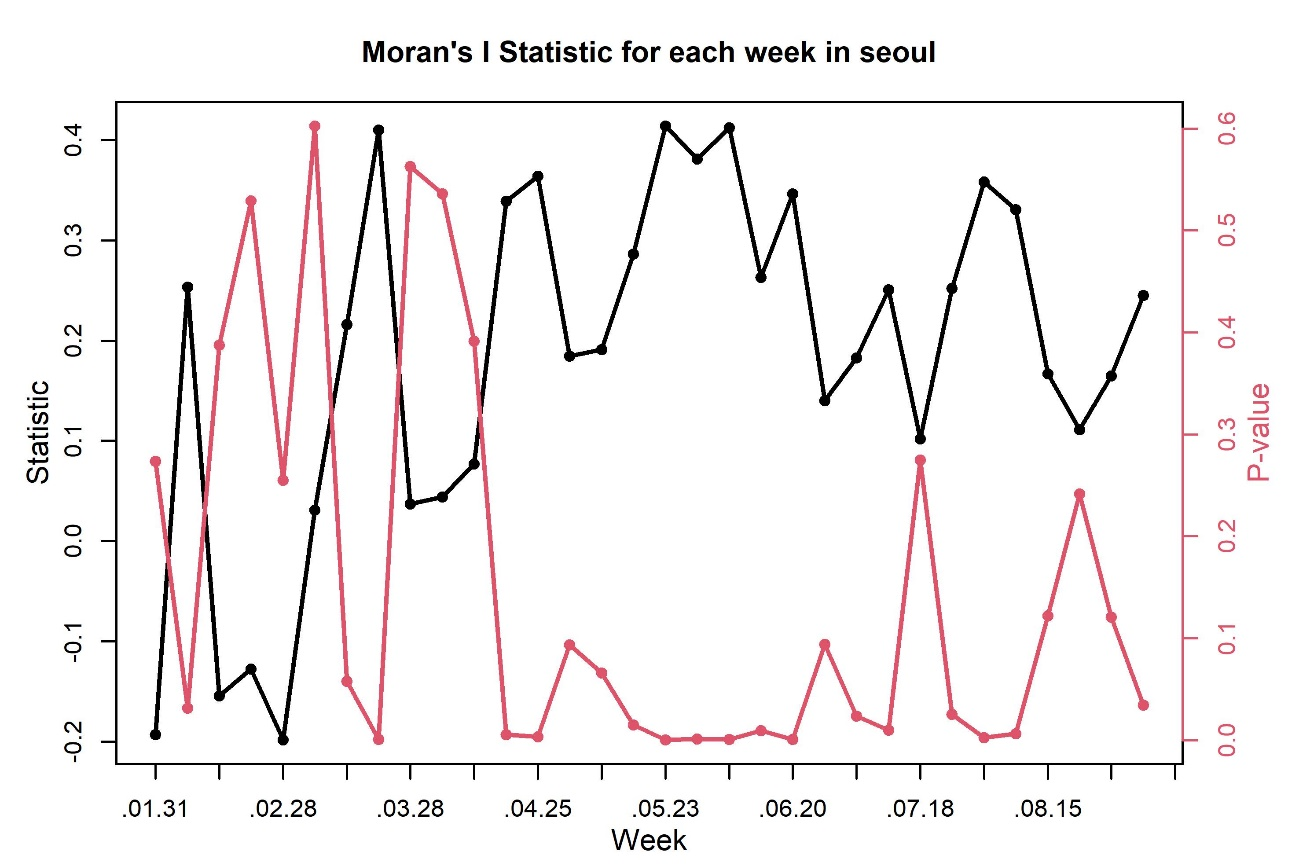 Moran's I Statistic for each week in seoul
Statistic
0.4
0.3
0.2
0.1
0.0
-0.1
-0.2
0.6
0.5
0.4
0.3
0.2
0.1
0.0
P-value
.01.31 .02.28 .03.28 .04.25 .05.23 .06.20 .07.18 .08.15
Week